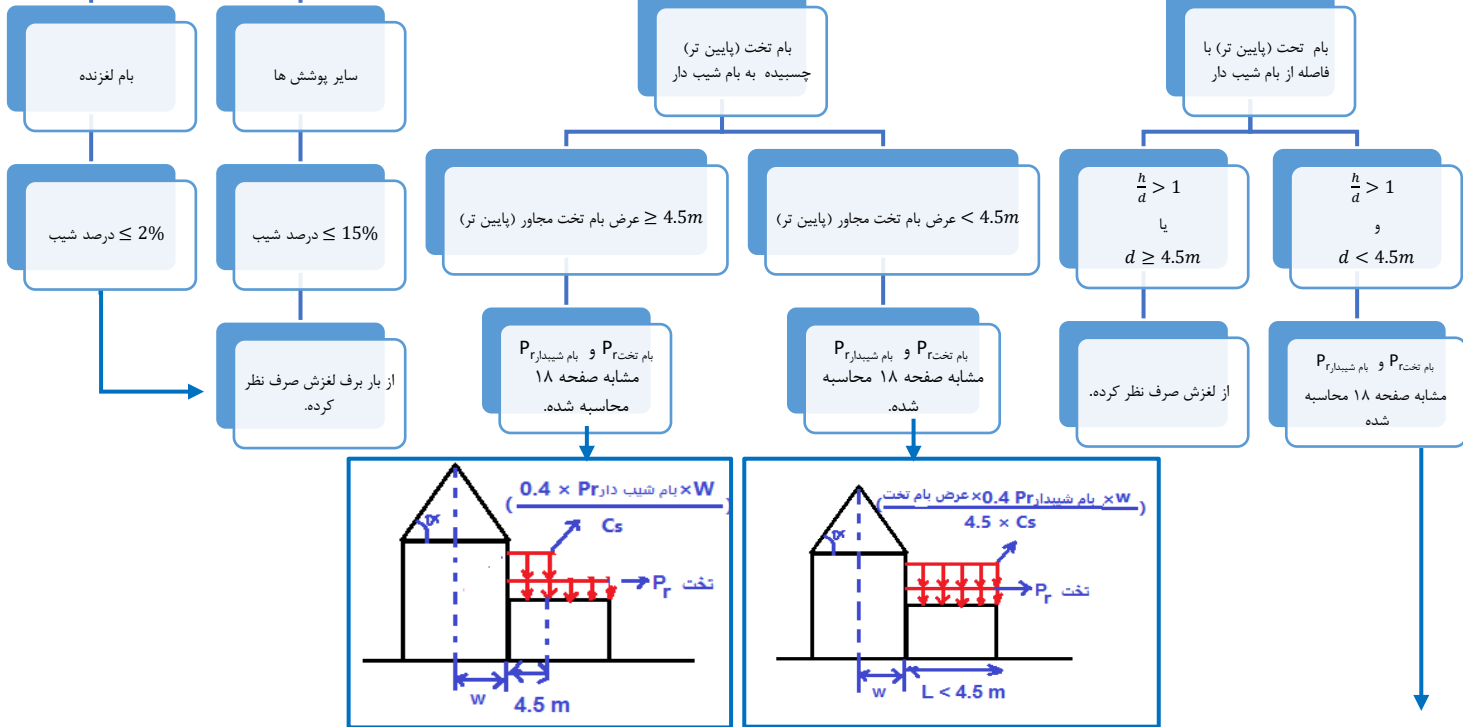 بام لغزنده
سایر پوشش ها
بام تخت (پایین تر)
چسبیده به بام شیب دار
بام تحت (پایین تر) با
فاصله از بام شیب دار
درصد شیب ≤ 2%
درصد شیب ≤ 15%
عرض بام تخت مجاور (پایین تر) ≥ 4.5m
عرض بام تخت مجاور (پایین تر) < 4.5m
h/d > 1
یا
d ≥ 4.5m
h/d > 1
و
d < 4.5m
از بار برف لغزش صرف نظر
کرده.
Pr بام شیبدار و Pr بام تخت
مشابه صفحه ۱۸
محاسبه شده.
Pr بام شیبدار و Pr بام تخت
مشابه صفحه ۱۸ محاسبه
شده.
از لغزش صرف نظر کرده.
Pr بام شیبدار و Pr بام تخت
مشابه صفحه ۱۸ محاسبه
شده
(0.4 × Pr بام شیب دار × W / Cs)
α
Pr تخت
w
4.5 m
(عرض بام تخت × 0.4 Pr بام شیبدار × w / 4.5 × Cs)
α
Pr تخت
w
L < 4.5 m